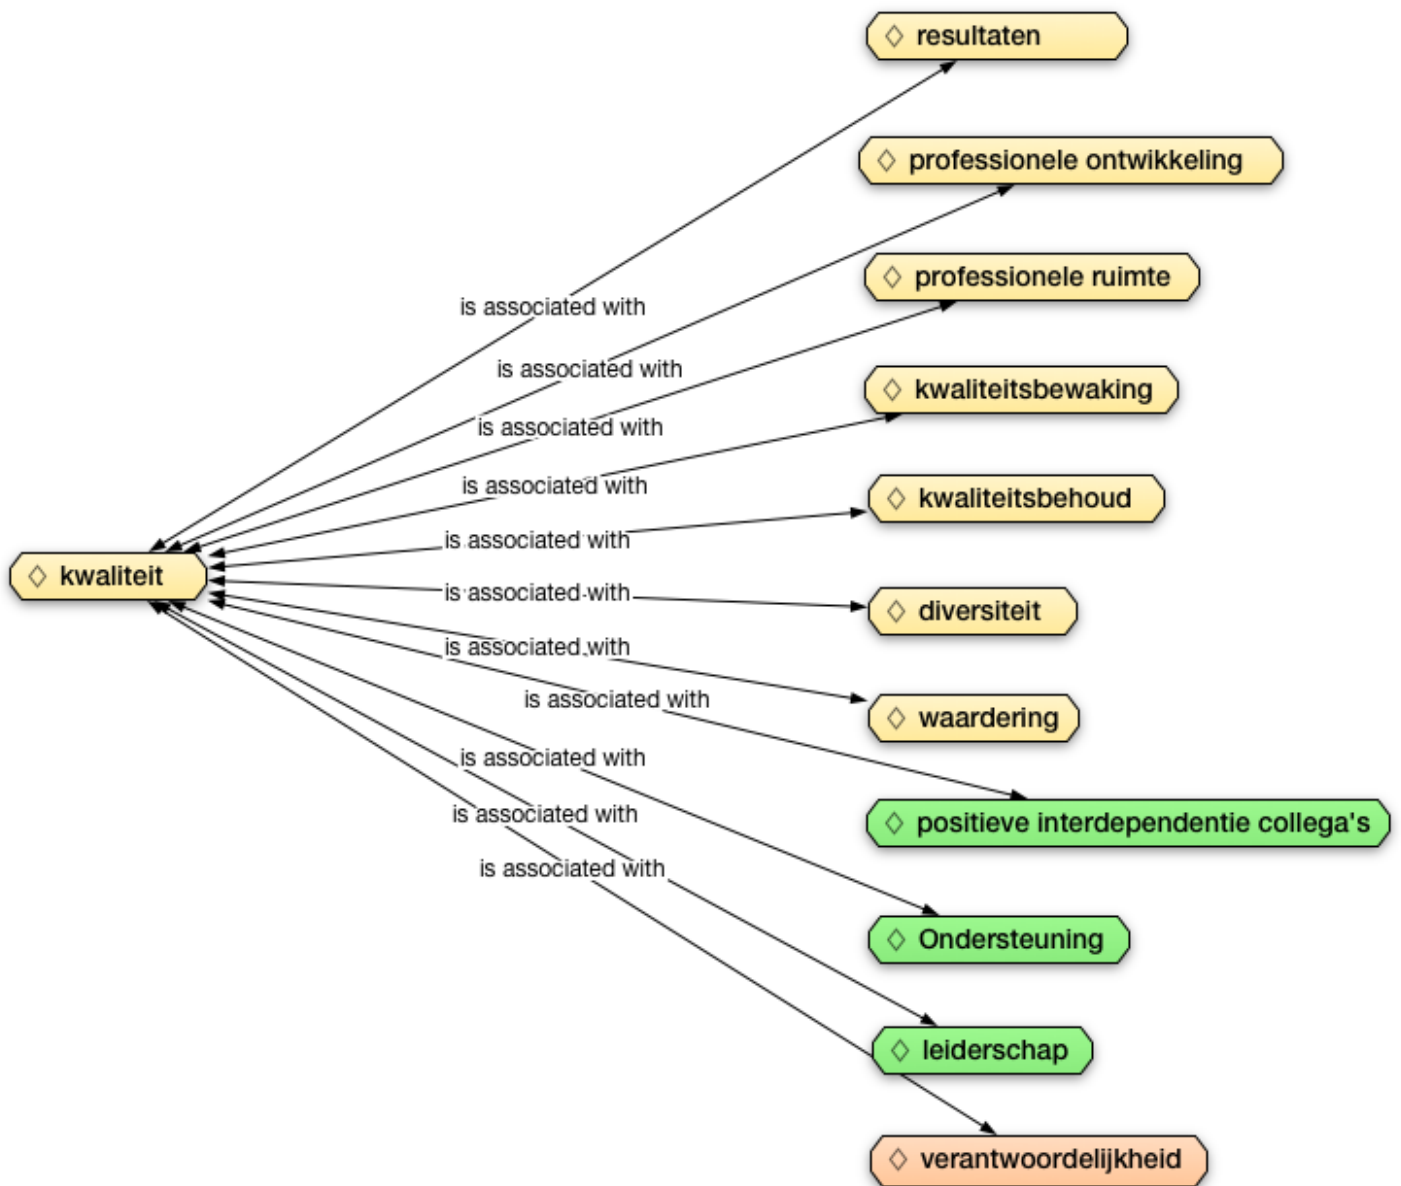 resultaten
professionele ontwikkeling
professionele ruimte
is associated with
is associated with
kwaliteitsbewaking
is associated with
is associated with
kwaliteitsbehoud
is associated with
kwaliteit
is associated with
diversiteit
is associated with
is associated with
waardering
is associated with
is associated with
positieve interdependentie collega's
is associated with
Ondersteuning
leiderschap
verantwoordelijkheid